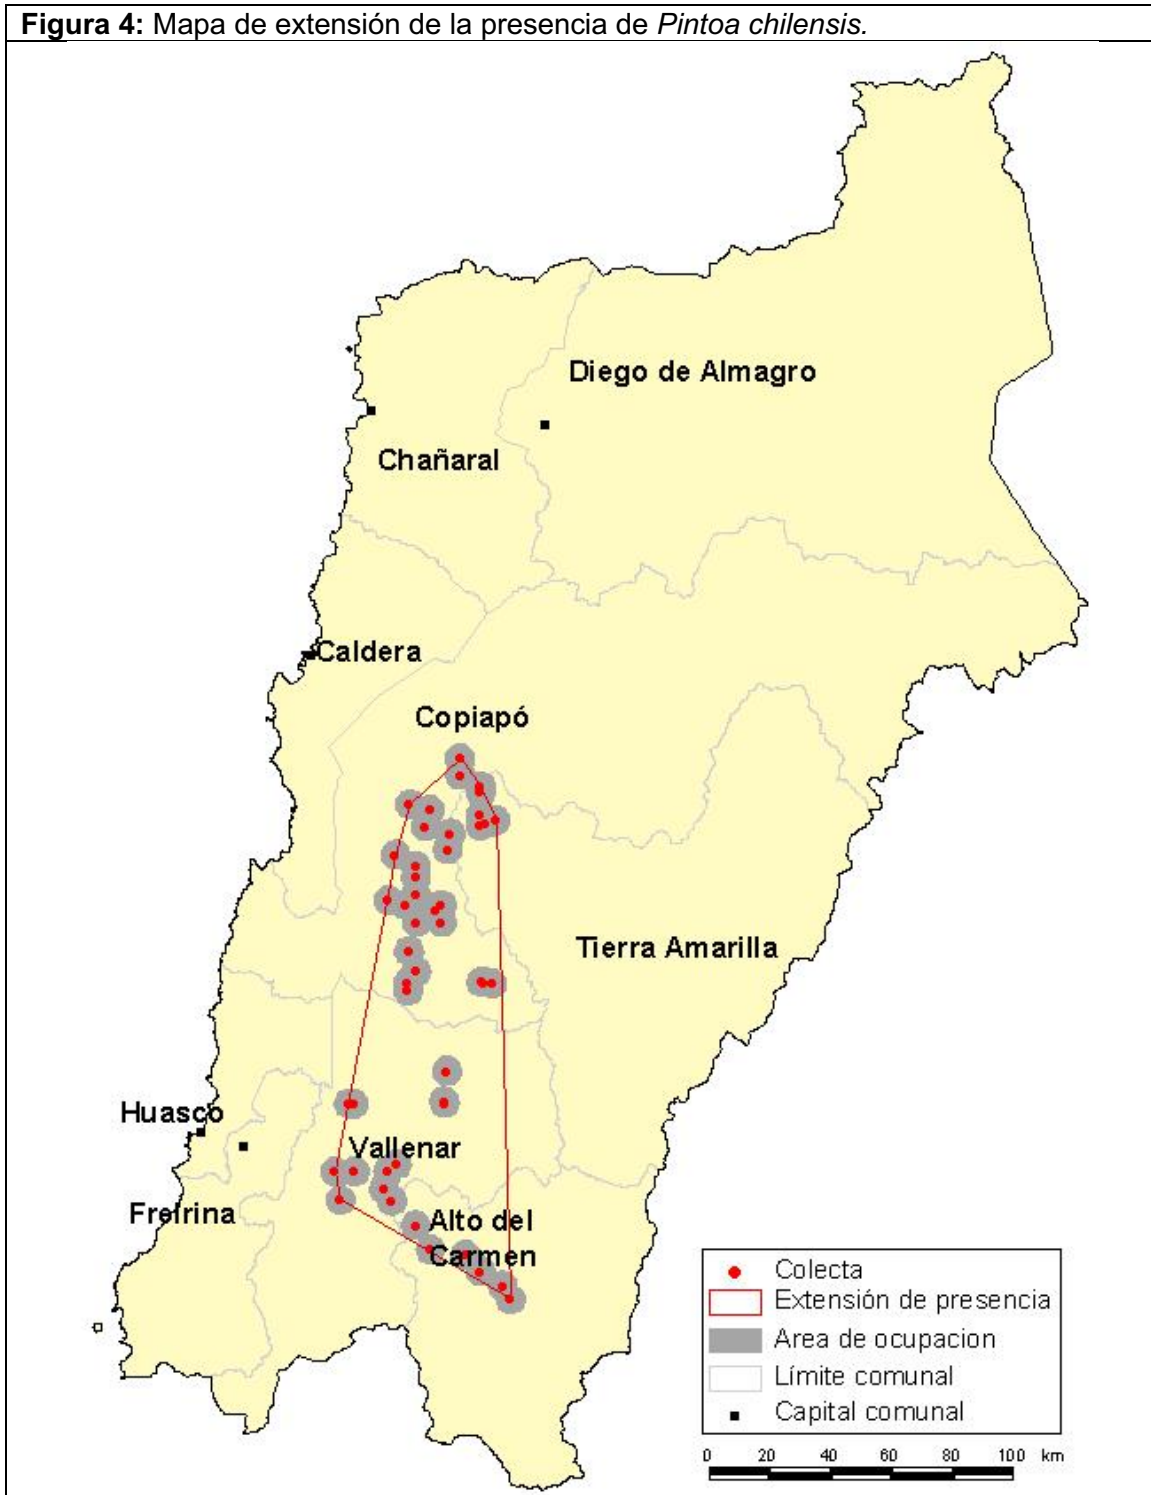 Figura 4: Mapa de extensión de la presencia de Pintoa chilensis.
Diego de Almagro
Chañaral
Caldera
Copiapó
Tierra Amarilla
Huasco
Vallenar
Freirina
Alto del
Carmen
Colecta
Extensión de presencia
Area de ocupacion
Límite comunal
Capital comunal
0 20 40 60 80 100 km